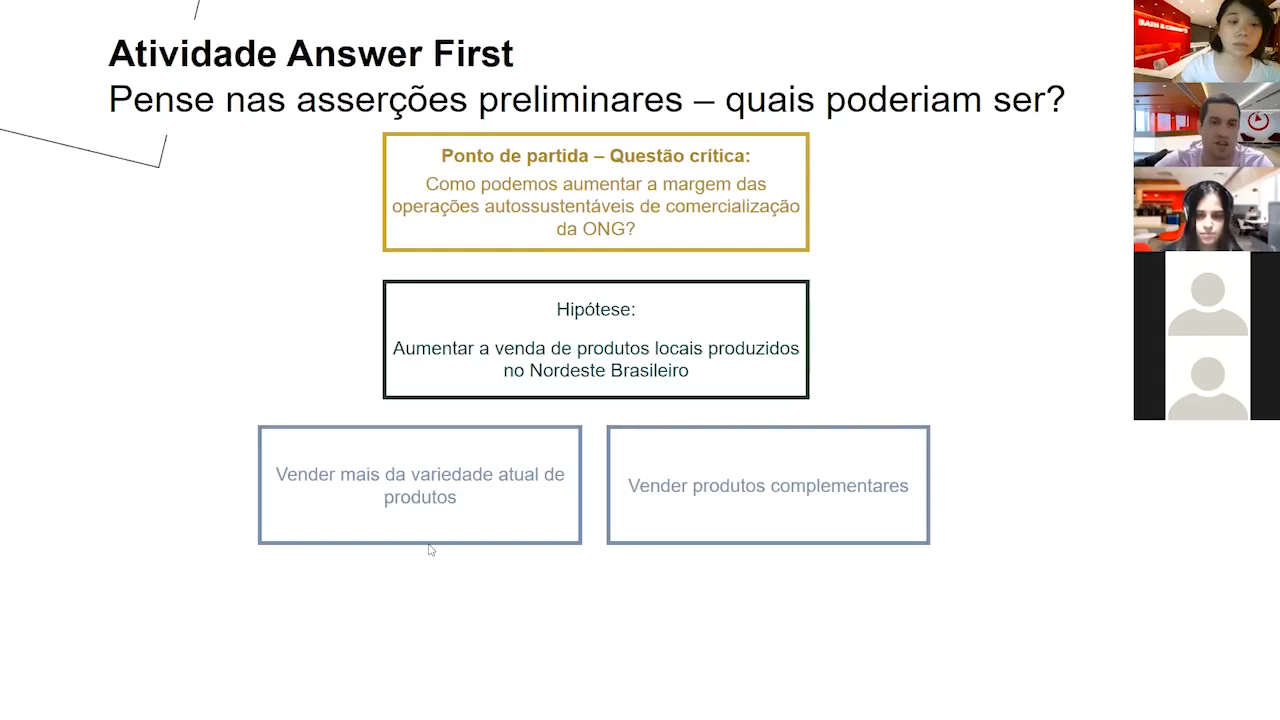 Atividade Answer First
Pense nas asserções preliminares – quais poderiam ser?
Ponto de partida – Questão crítica:
Como podemos aumentar a margem das
operações autossustentáveis de comercialização
da ONG?
Hipótese:
Aumentar a venda de produtos locais produzidos
no Nordeste Brasileiro
Vender mais da variedade atual de
produtos
Vender produtos complementares